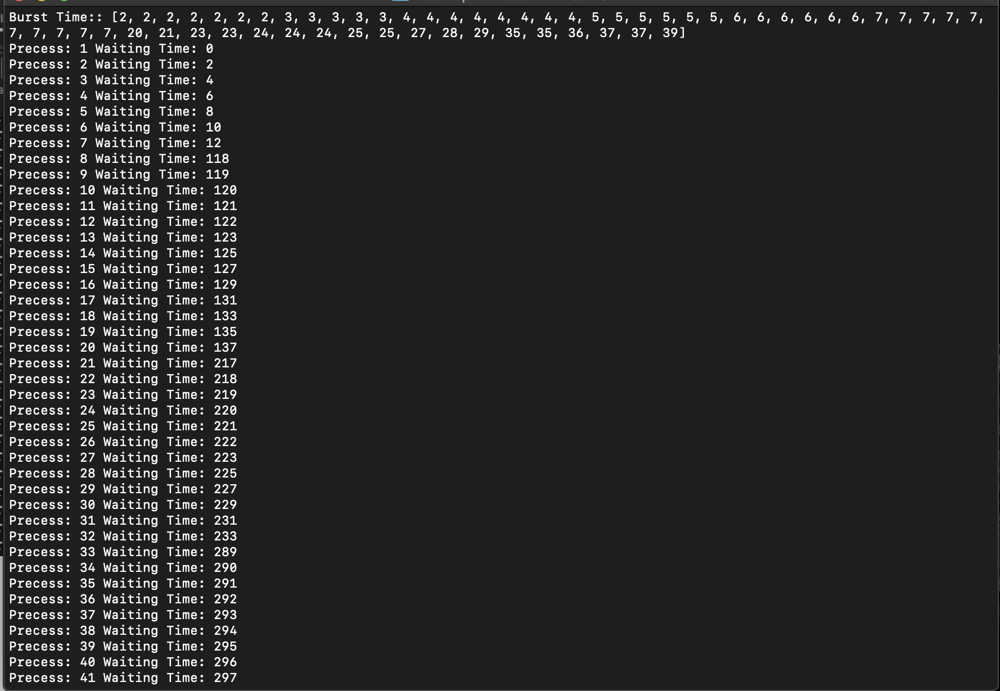 Burst Time:: [2, 2, 2, 2, 2, 2, 2, 3, 3, 3, 3, 3, 4, 4, 4, 4, 4, 4, 4, 4, 5, 5, 5, 5, 5, 5, 6, 6, 6, 6, 6, 6, 7, 7, 7, 7, 7,
7, 7, 7, 7, 7, 20, 21, 23, 23, 24, 24, 24, 25, 25, 27, 28, 29, 35, 35, 36, 37, 37, 39]
Precess: 1 Waiting Time: 0
Precess: 2 Waiting Time: 2
Precess: 3 Waiting Time: 4
Precess: 4 Waiting Time: 6
Precess: 5 Waiting Time: 8
Precess: 6 Waiting Time: 10
Precess: 7 Waiting Time: 12
Precess: 8 Waiting Time: 118
Precess: 9 Waiting Time: 119
Precess: 10 Waiting Time: 120
Precess: 11 Waiting Time: 121
Precess: 12 Waiting Time: 122
Precess: 13 Waiting Time: 123
Precess: 14 Waiting Time: 125
Precess: 15 Waiting Time: 127
Precess: 16 Waiting Time: 129
Precess: 17 Waiting Time: 131
Precess: 18 Waiting Time: 133
Precess: 19 Waiting Time: 135
Precess: 20 Waiting Time: 137
Precess: 21 Waiting Time: 217
Precess: 22 Waiting Time: 218
Precess: 23 Waiting Time: 219
Precess: 24 Waiting Time: 220
Precess: 25 Waiting Time: 221
Precess: 26 Waiting Time: 222
Precess: 27 Waiting Time: 223
Precess: 28 Waiting Time: 225
Precess: 29 Waiting Time: 227
Precess: 30 Waiting Time: 229
Precess: 31 Waiting Time: 231
Precess: 32 Waiting Time: 233
Precess: 33 Waiting Time: 289
Precess: 34 Waiting Time: 290
Precess: 35 Waiting Time: 291
Precess: 36 Waiting Time: 292
Precess: 37 Waiting Time: 293
Precess: 38 Waiting Time: 294
Precess: 39 Waiting Time: 295
Precess: 40 Waiting Time: 296
Precess: 41 Waiting Time: 297